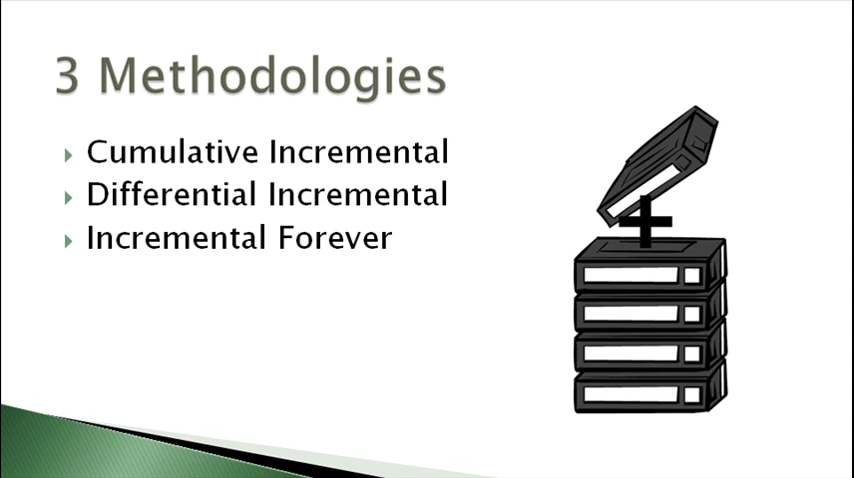 3 Methodologies
Cumulative Incremental
Differential Incremental
Incremental Forever